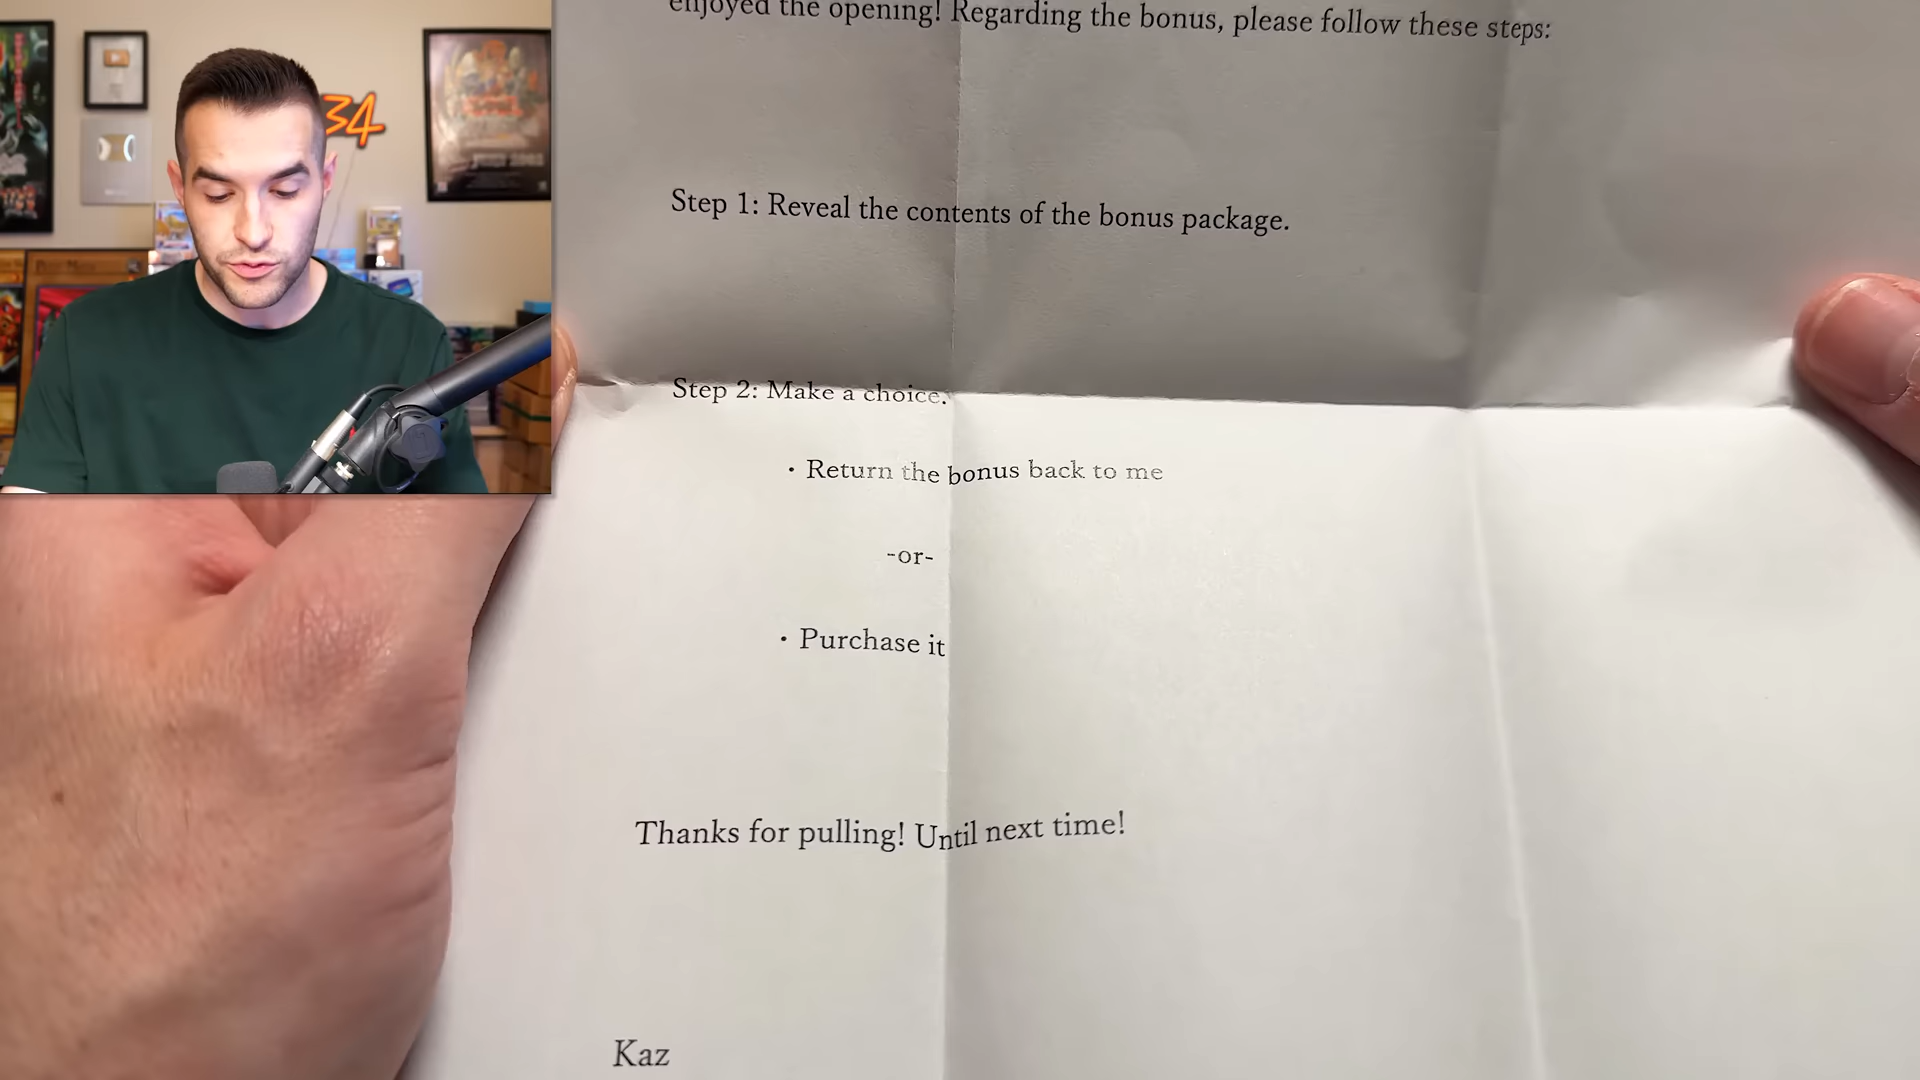 enjoyed the opening! Regarding the bonus, please follow these steps:
Step 1: Reveal the contents of the bonus package.
Step 2: Make a choice.
• Return the bonus back to me
-or-
• Purchase it
Thanks for pulling! Until next time!
Kaz
34